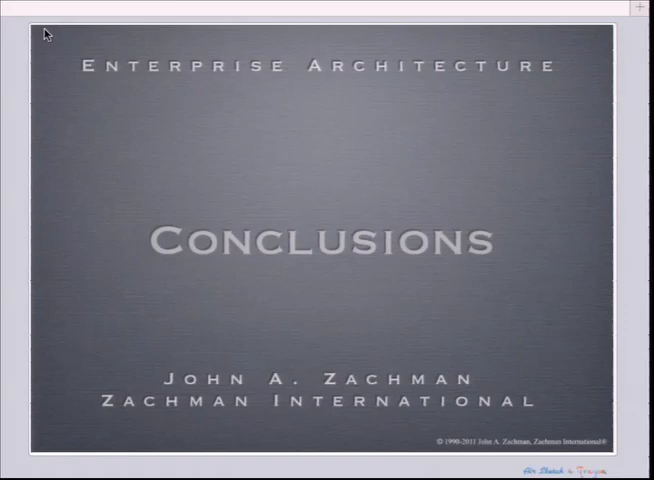 Enterprise Architecture
Conclusions
John A. Zachman
Zachman International
© 1990-2011 John A. Zachman, Zachman International®